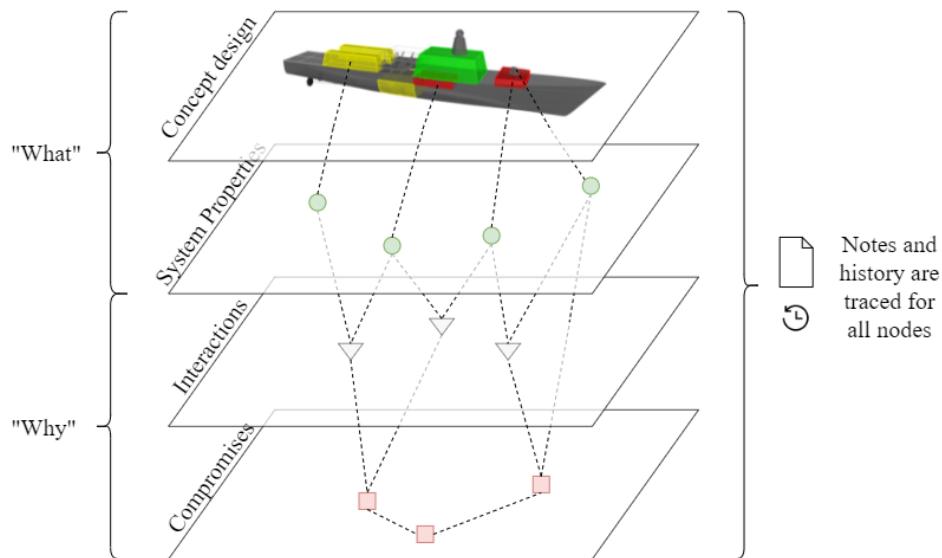 Concept design
"What"
System Properties
Notes and
history are
traced for
all nodes
Interactions
"Why"
Compromises